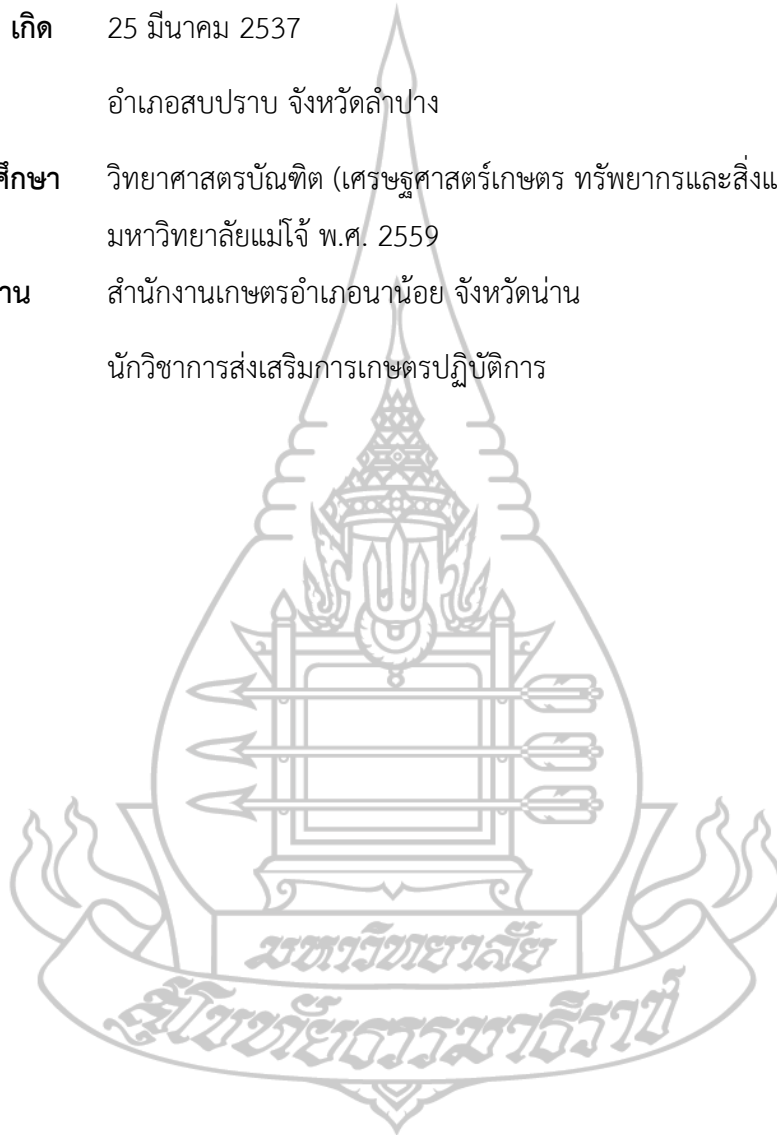 เกิด 25 มีนาคม 2537
อำเภอสบปราบ จังหวัดลำปาง
ศึกษา วิทยาศาสตรบัณฑิต (เศรษฐศาสตร์เกษตร ทรัพยากรและสิ่งแ
มหาวิทยาลัยแม่โจ้ พ.ศ. 2559
าน สำนักงานเกษตรอำเภอนาน้อย จังหวัดน่าน
นักวิชาการส่งเสริมการเกษตรปฏิบัติการ
มหาวิทยาลัย
สุโขทัยธรรมาธิราช